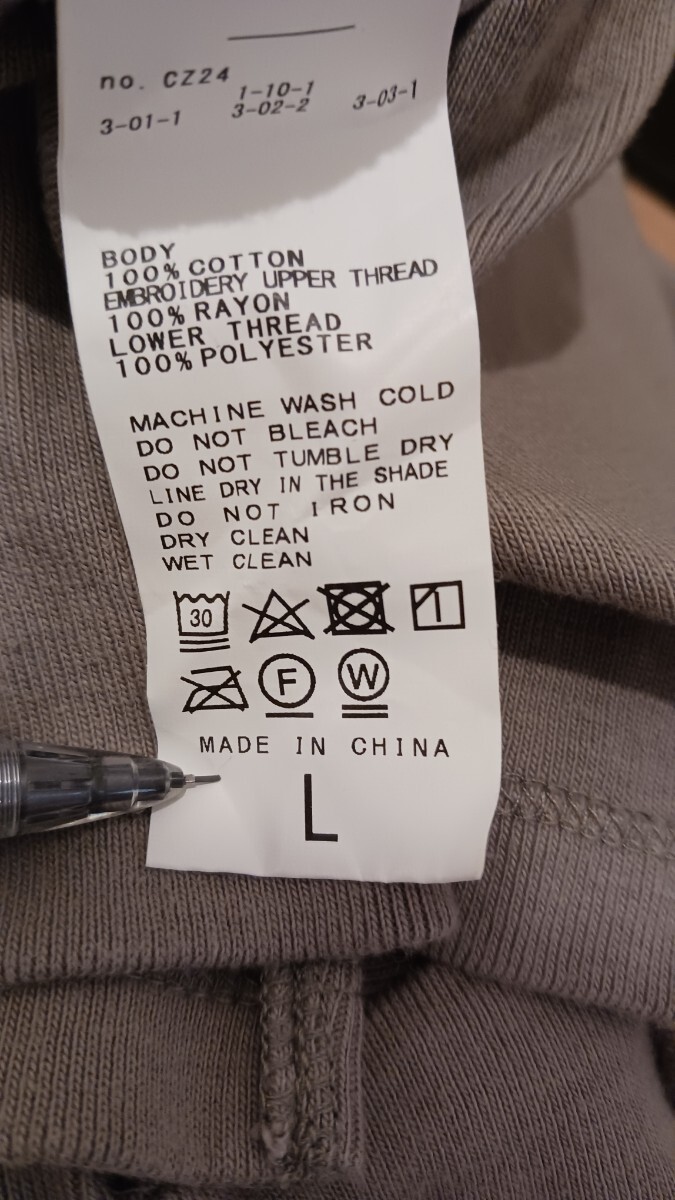 no. CZ24
1-10-1
3-01-1 3-02-2 3-03-1
BODY
100% COTTON
EMBROIDERY UPPER THREAD
100% RAYON
LOWER THREAD
100% POLYESTER
MACHINE WASH COLD
DO NOT BLEACH
DO NOT TUMBLE DRY
LINE DRY IN THE SHADE
DO NOT IRON
DRY CLEAN
WET CLEAN
30
F W
MADE IN CHINA
L